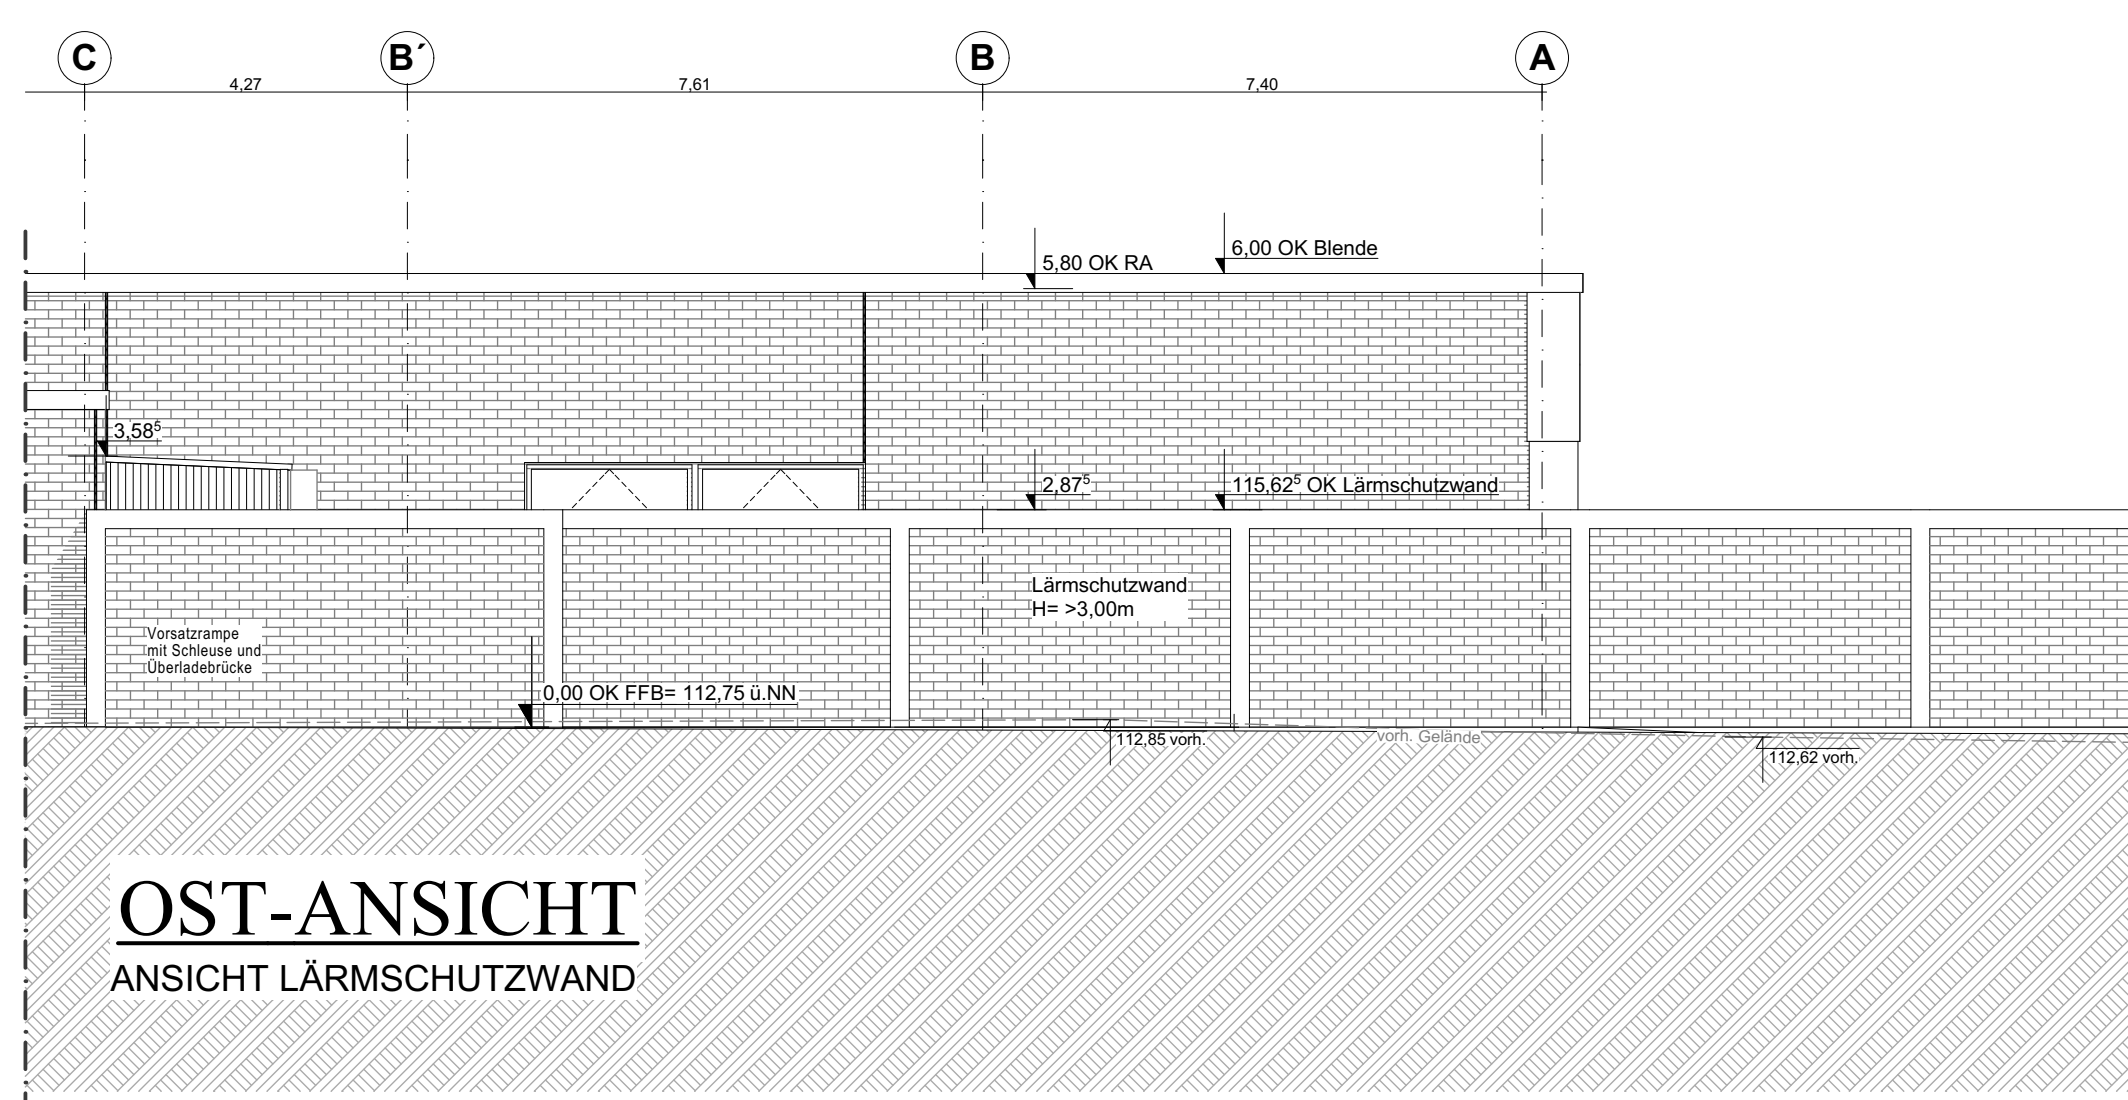 C
B´
B
A
4,27
7,61
7,40
6,00 OK Blende
5,80 OK RA
3,58⁵
2,87⁵
115,62⁵ OK Lärmschutzwand
Lärmschutzwand
H= >3,00m
Vorsatzrampe
mit Schleuse und
Überladebrücke
0,00 OK FFB= 112,75 ü.NN
112,85 vorh.
vorh. Gelände
112,62 vorh.
OST-ANSICHT
ANSICHT LÄRMSCHUTZWAND